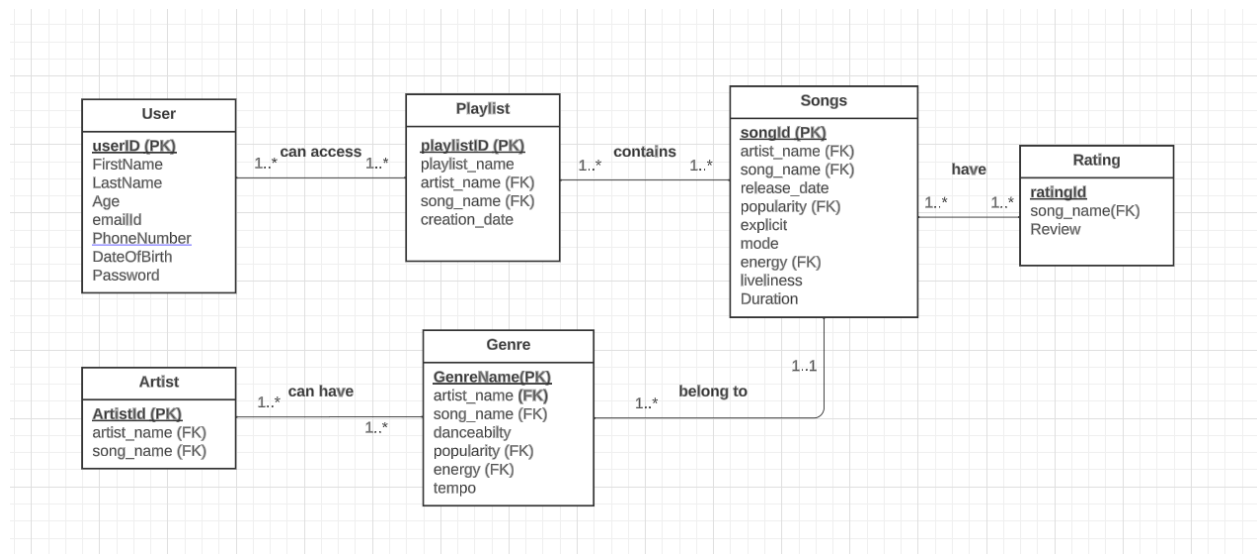 User
userID (PK)
FirstName
LastName
Age
emailId
PhoneNumber
DateOfBirth
Password
1..*
can access
1..*
Playlist
playlistID (PK)
playlist_name
artist_name (FK)
song_name (FK)
creation_date
1..*
contains
1..*
Songs
songId (PK)
artist_name (FK)
song_name (FK)
release_date
popularity (FK)
explicit
mode
energy (FK)
liveliness
Duration
1..*
have
1..*
Rating
ratingId
song_name(FK)
Review
Artist
ArtistId (PK)
artist_name (FK)
song_name (FK)
1..*
can have
1..*
Genre
GenreName(PK)
artist_name (FK)
song_name (FK)
danceabilty
popularity (FK)
energy (FK)
tempo
1..*
belong to
1..1